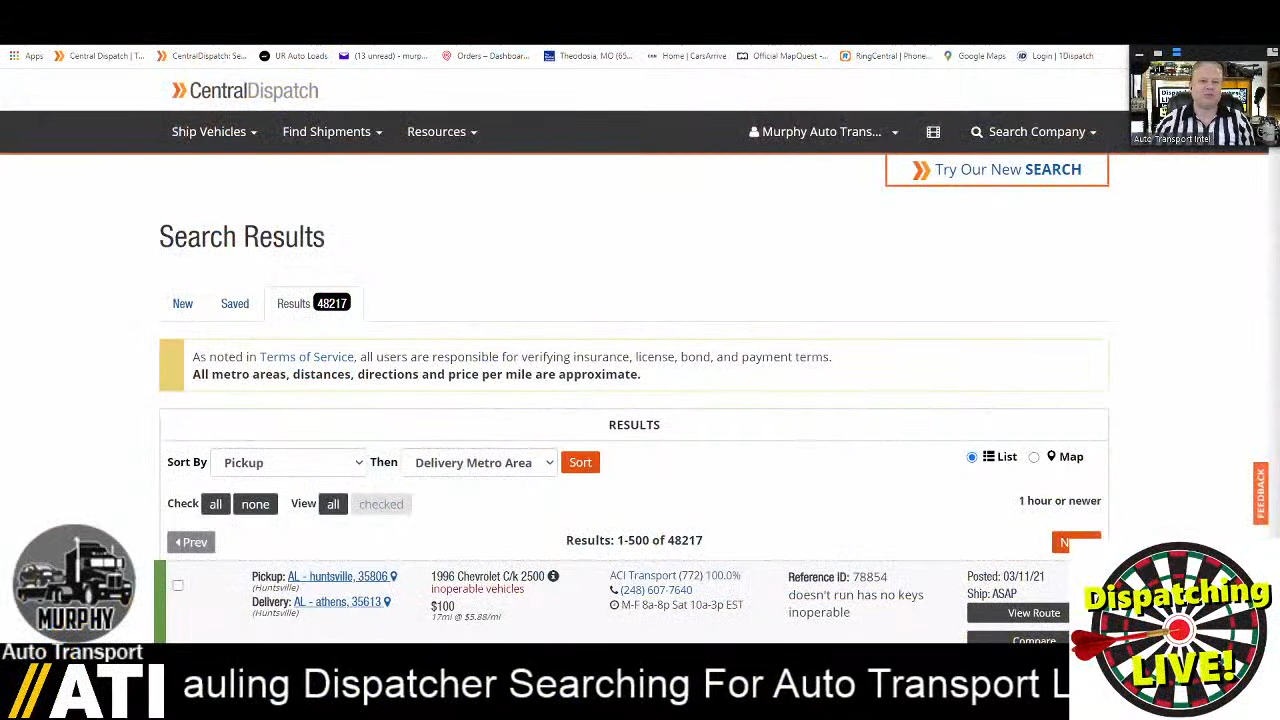 Apps
Central Dispatch | T...
CentralDispatch: Se...
UR Auto Loads
(13 unread) - murp...
Orders – Dashboar...
Theodosia, MO (65...
Home | CarsArrive
Official MapQuest -...
RingCentral | Phone...
Google Maps
Login | 1Dispatch
CentralDispatch
Ship Vehicles
Find Shipments
Resources
Murphy Auto Trans...
Search Company
Auto Transport Intel
Try Our New SEARCH
Search Results
New
Saved
Results 48217
As noted in Terms of Service, all users are responsible for verifying insurance, license, bond, and payment terms.
All metro areas, distances, directions and price per mile are approximate.
RESULTS
Sort By Pickup Then Delivery Metro Area Sort
List Map
Check all none View all checked
1 hour or newer
Prev
Results: 1-500 of 48217
N
Pickup: AL - huntsville, 35806
(Huntsville)
Delivery: AL - athens, 35613
(Huntsville)
1996 Chevrolet C/k 2500
inoperable vehicles
$100
17mi @ $5.88/mi
ACI Transport (772) 100.0%
(248) 607-7640
M-F 8a-8p Sat 10a-3p EST
Reference ID: 78854
doesn't run has no keys
inoperable
Posted: 03/11/21
Ship: ASAP
View Route
Compare
FEEDBACK
MURPHY
Auto Transport
ATI
auling Dispatcher Searching For Auto Transport L
Dispatching
LIVE!